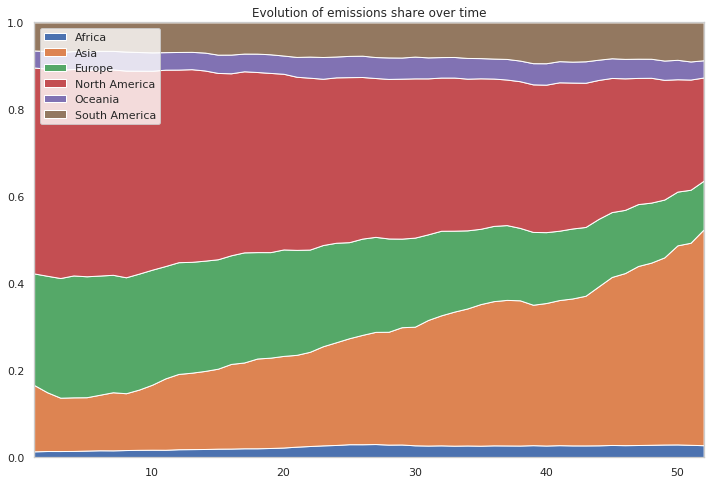 Evolution of emissions share over time
1.0
0.8
0.6
0.4
0.2
0.0
Africa
Asia
Europe
North America
Oceania
South America
10
20
30
40
50